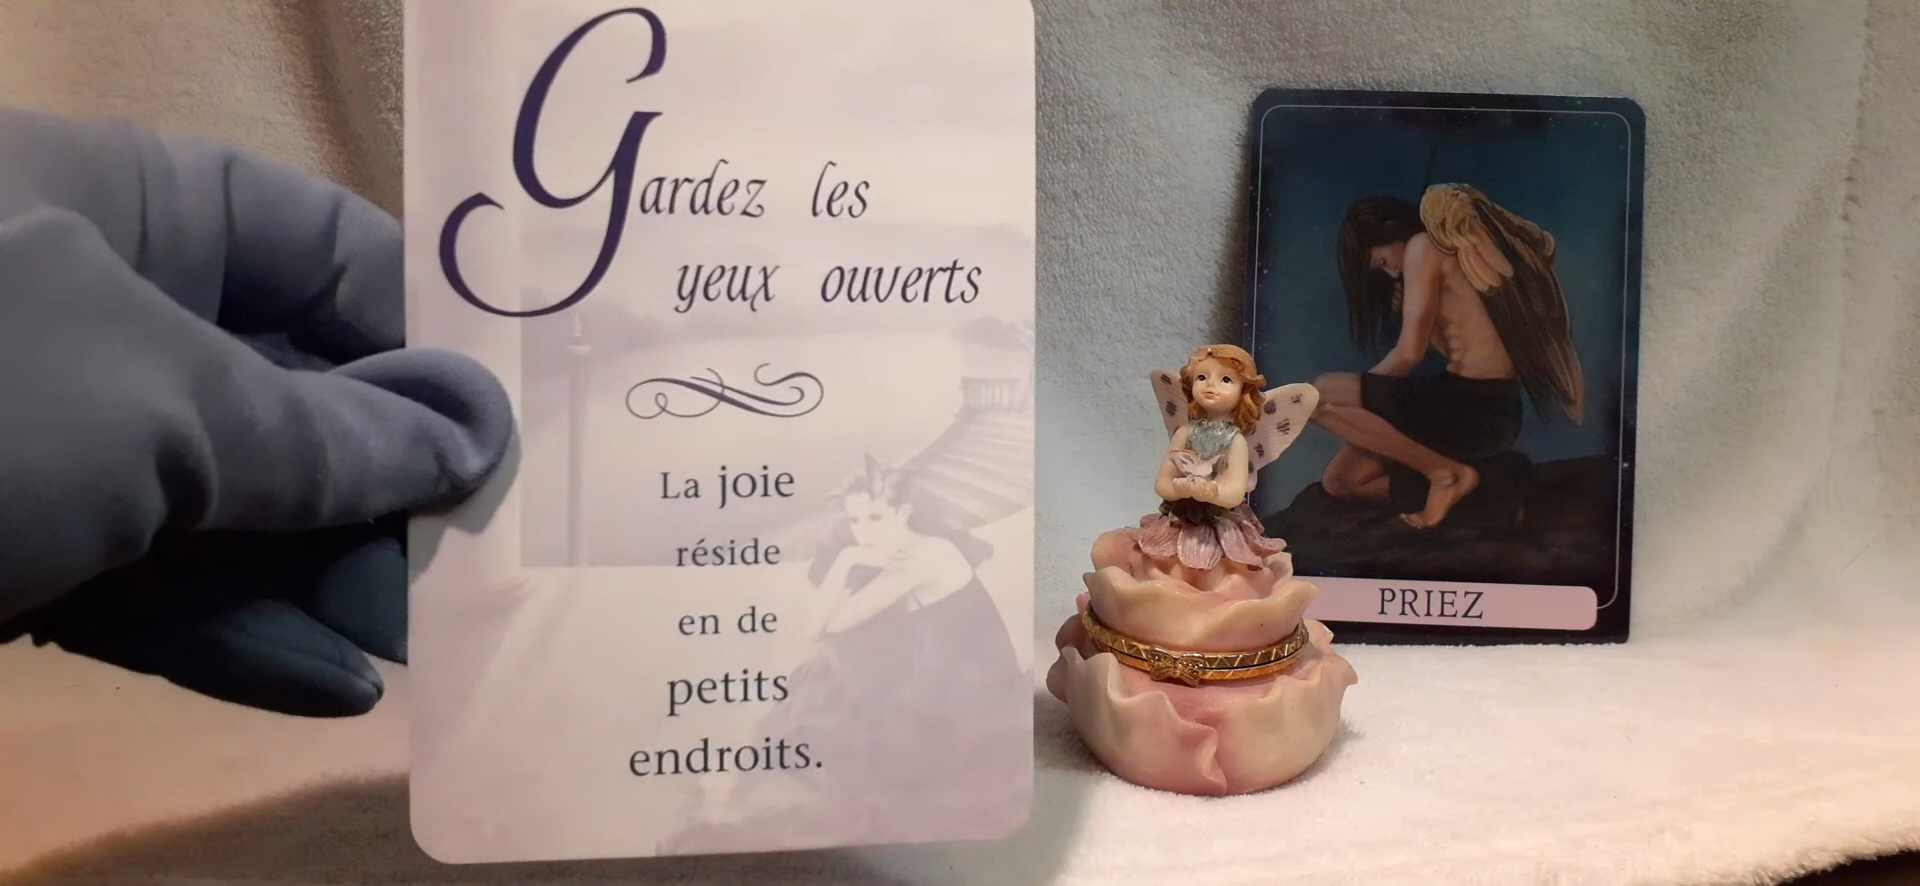 Gardez les
yeux ouverts
La joie
réside
en de
petits
endroits.
PRIEZ